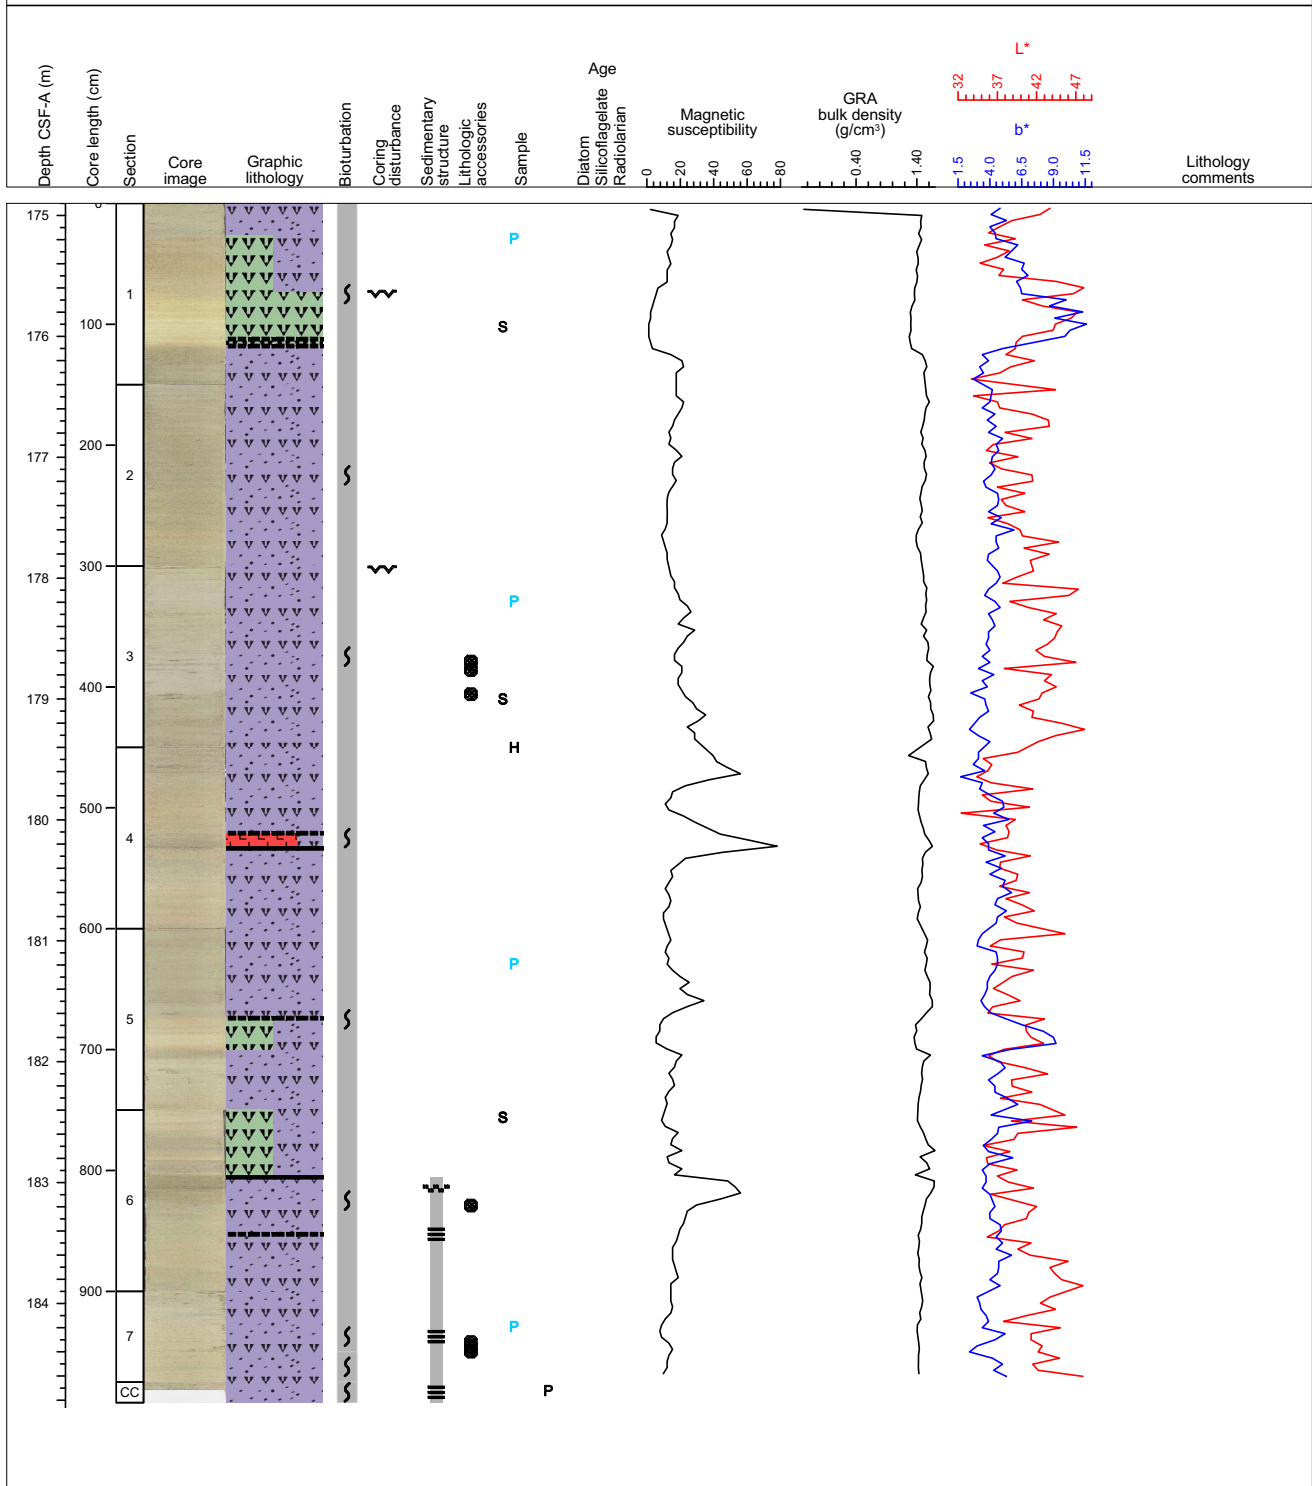 Depth CSF-A (m)
Core length (cm)
Section
Core
image
Graphic
lithology
Bioturbation
Coring
disturbance
Sedimentary
structure
Lithologic
accessories
Sample
Age
Diatom
Silicoflagelate
Radiolarian
Magnetic
susceptibility
0 20 40 60 80
GRA
bulk density
(g/cm³)
0.40 1.40
L*
32 37 42 47
b*
1.5 4.0 6.5 9.0 11.5
Lithology
comments
175
176
177
178
179
180
181
182
183
184
0
100
200
300
400
500
600
700
800
900
1
2
3
4
5
6
7
CC
P
S
P
S
H
P
S
P
P